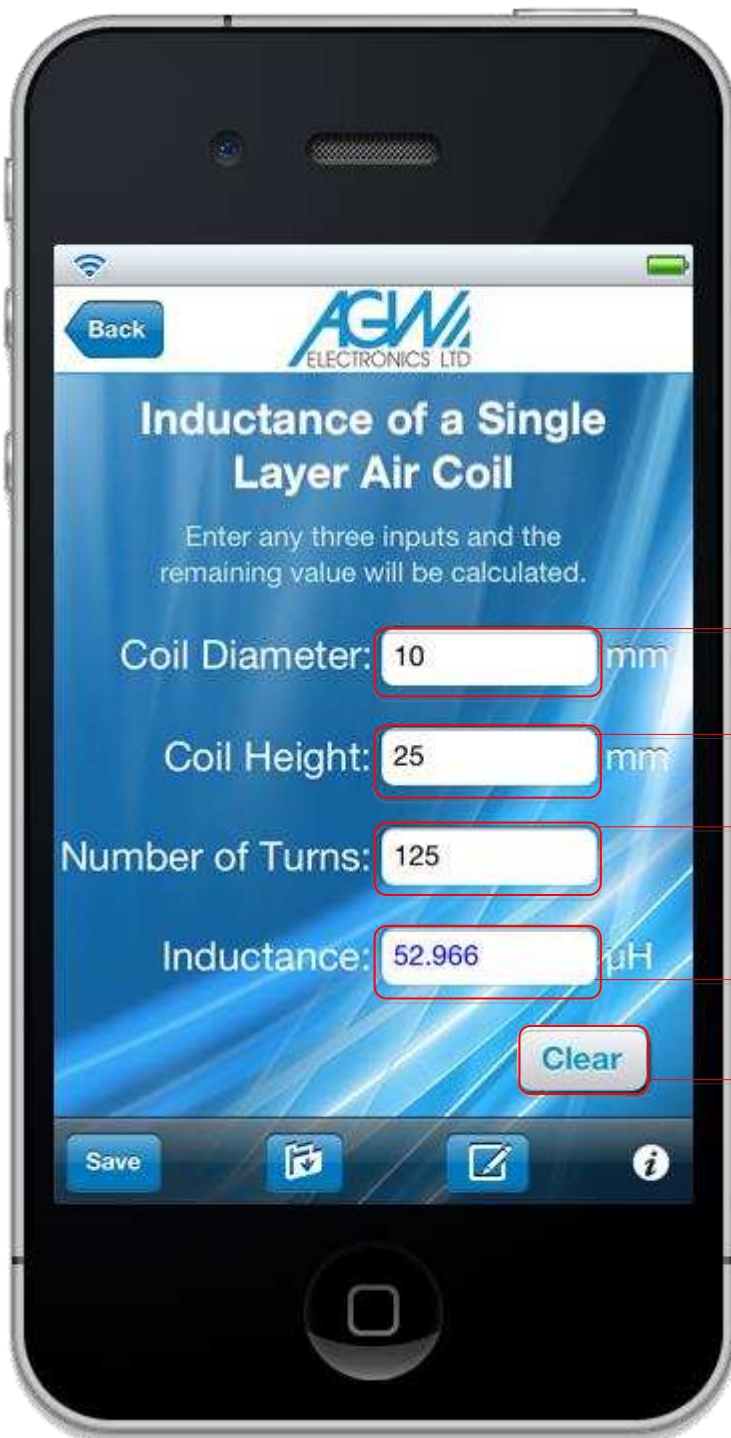 Back
AGW
ELECTRONICS LTD
Inductance of a Single
Layer Air Coil
Enter any three inputs and the
remaining value will be calculated.
Coil Diameter: 10 mm
Coil Height: 25 mm
Number of Turns: 125
Inductance: 52.966 µH
Clear
Save
i